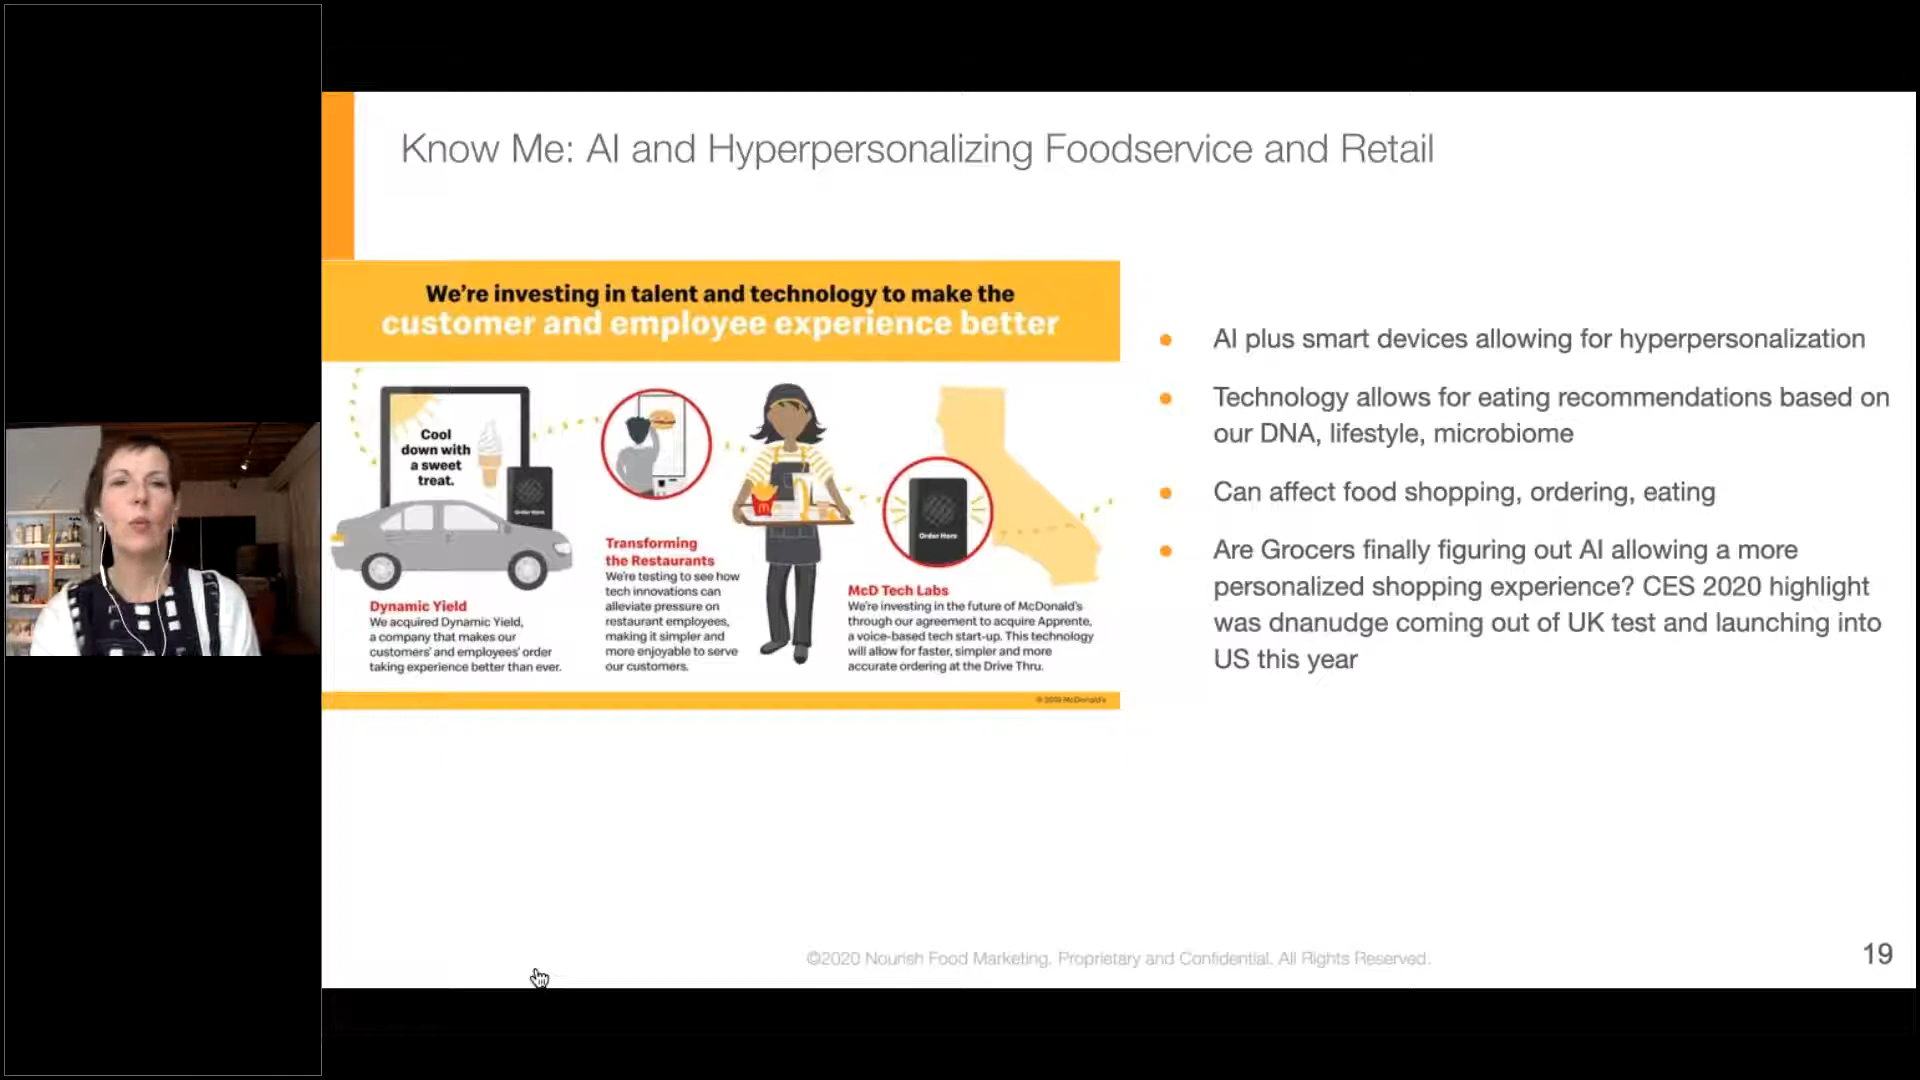 Know Me: AI and Hyperpersonalizing Foodservice and Retail
We're investing in talent and technology to make the
customer and employee experience better
Cool
down with
a sweet
treat.
Order Here
Dynamic Yield
We acquired Dynamic Yield,
a company that makes our
customers' and employees' order
taking experience better than ever.
Transforming
the Restaurants
We're testing to see how
tech innovations can
alleviate pressure on
restaurant employees,
making it simpler and
more enjoyable to serve
our customers.
Order Here
McD Tech Labs
We're investing in the future of McDonald's
through our agreement to acquire Apprente,
a voice-based tech start-up. This technology
will allow for faster, simpler and more
accurate ordering at the Drive Thru.
© 2019 McDonald's
AI plus smart devices allowing for hyperpersonalization
Technology allows for eating recommendations based on
our DNA, lifestyle, microbiome
Can affect food shopping, ordering, eating
Are Grocers finally figuring out AI allowing a more
personalized shopping experience? CES 2020 highlight
was dnanudge coming out of UK test and launching into
US this year
©2020 Nourish Food Marketing. Proprietary and Confidential. All Rights Reserved.
19